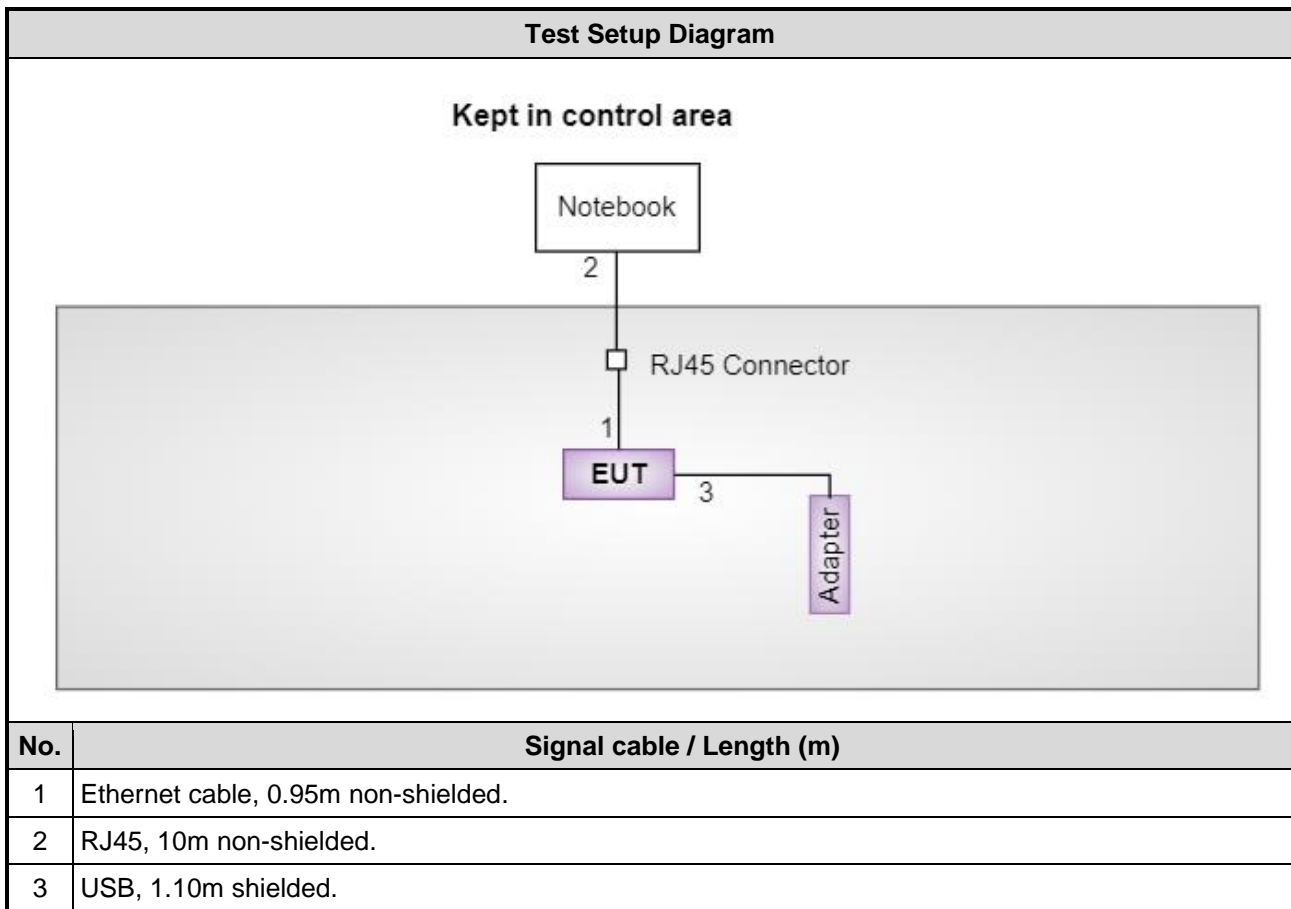 Test Setup Diagram
Kept in control area
Notebook
2
RJ45 Connector
1
EUT
3
Adapter
No. Signal cable / Length (m)
1 Ethernet cable, 0.95m non-shielded.
2 RJ45, 10m non-shielded.
3 USB, 1.10m shielded.